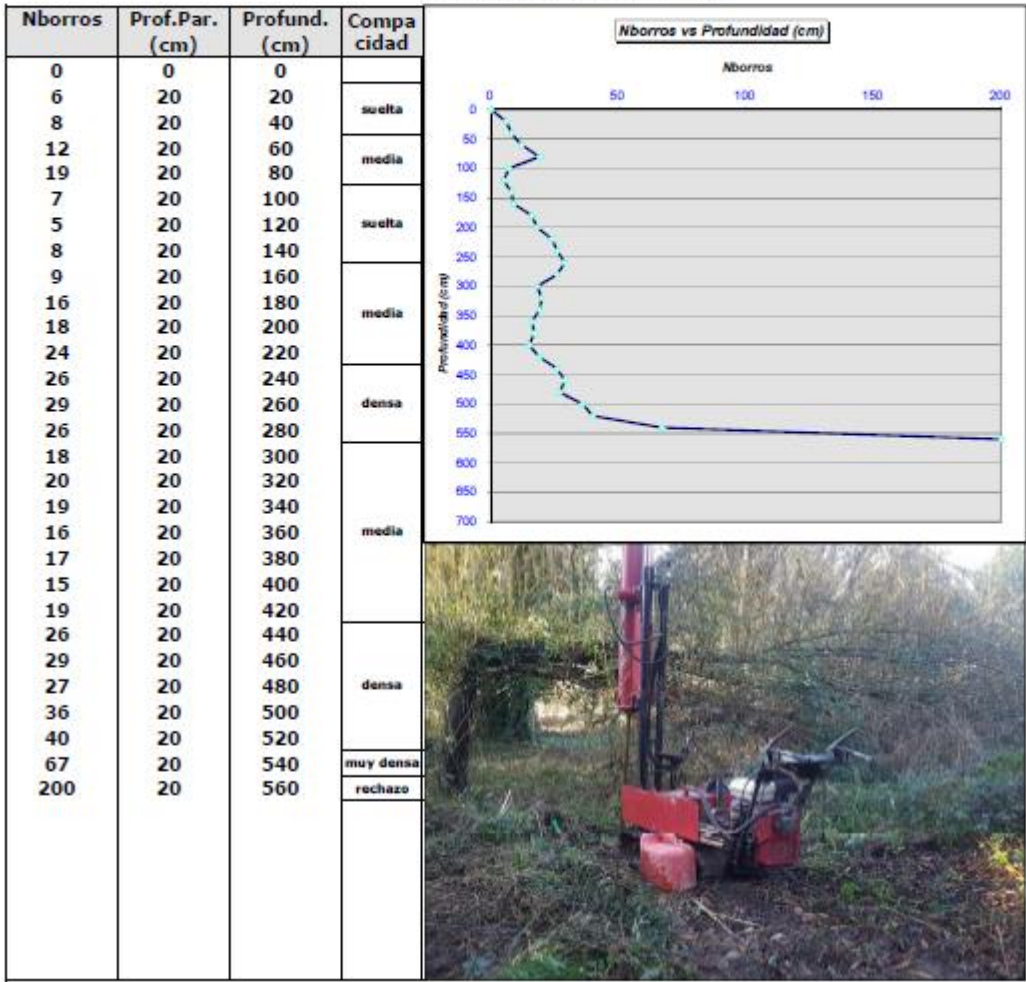 Nborros Prof.Par. (cm) Profund. (cm) Compa cidad
0 0 0
6 20 20 suelta
8 20 40
12 20 60 media
19 20 80
7 20 100
5 20 120 suelta
8 20 140
9 20 160
16 20 180 media
18 20 200
24 20 220
26 20 240
29 20 260 densa
26 20 280
18 20 300
20 20 320
19 20 340
16 20 360 media
17 20 380
15 20 400
19 20 420
26 20 440
29 20 460
27 20 480 densa
36 20 500
40 20 520
67 20 540 muy densa
200 20 560 rechazo
Nborros vs Profundidad (cm)
Nborros
0 50 100 150 200
Profundidad (cm)
0
50
100
150
200
250
300
350
400
450
500
550
600
650
700